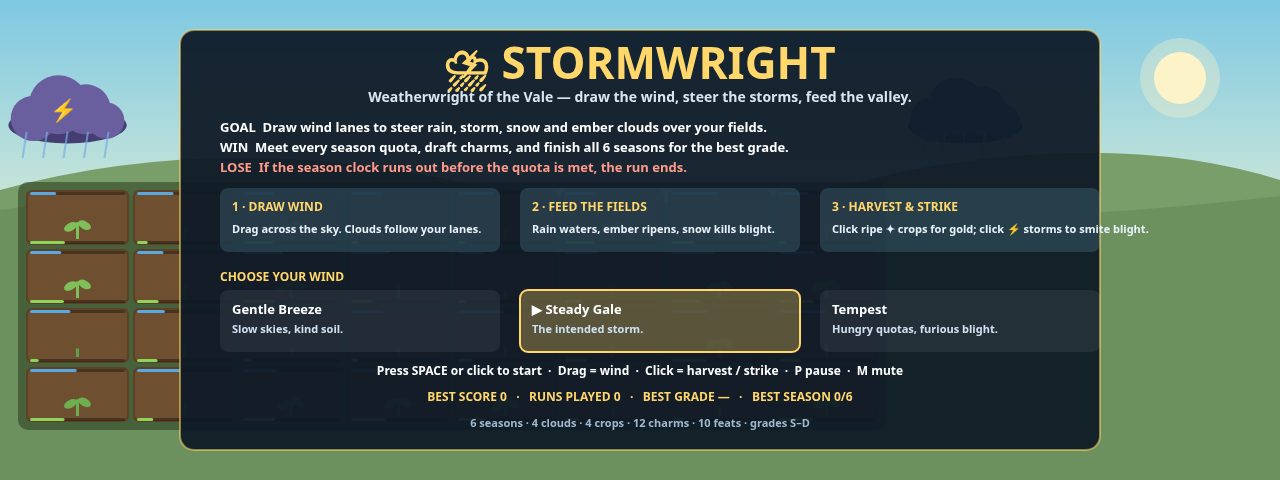 ⛈ STORMWRIGHT
Weatherwright of the Vale — draw the wind, steer the storms, feed the valley.
GOAL Draw wind lanes to steer rain, storm, snow and ember clouds over your fields.
WIN Meet every season quota, draft charms, and finish all 6 seasons for the best grade.
LOSE If the season clock runs out before the quota is met, the run ends.
1 · DRAW WIND
Drag across the sky. Clouds follow your lanes.
2 · FEED THE FIELDS
Rain waters, ember ripens, snow kills blight.
3 · HARVEST & STRIKE
Click ripe ✦ crops for gold; click ⚡ storms to smite blight.
CHOOSE YOUR WIND
Gentle Breeze
Slow skies, kind soil.
▶ Steady Gale
The intended storm.
Tempest
Hungry quotas, furious blight.
Press SPACE or click to start · Drag = wind · Click = harvest / strike · P pause · M mute
BEST SCORE 0 · RUNS PLAYED 0 · BEST GRADE — · BEST SEASON 0/6
6 seasons · 4 clouds · 4 crops · 12 charms · 10 feats · grades S–D